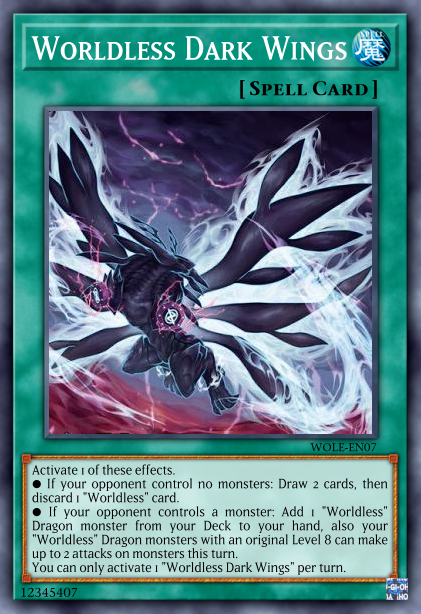 WORLDLESS DARK WINGS 魔
[ SPELL CARD ]
WOLE-EN07
Activate 1 of these effects.
● If your opponent control no monsters: Draw 2 cards, then
discard 1 "Worldless" card.
● If your opponent controls a monster: Add 1 "Worldless"
Dragon monster from your Deck to your hand, also your
"Worldless" Dragon monsters with an original Level 8 can make
up to 2 attacks on monsters this turn.
You can only activate 1 "Worldless Dark Wings" per turn.
12345407